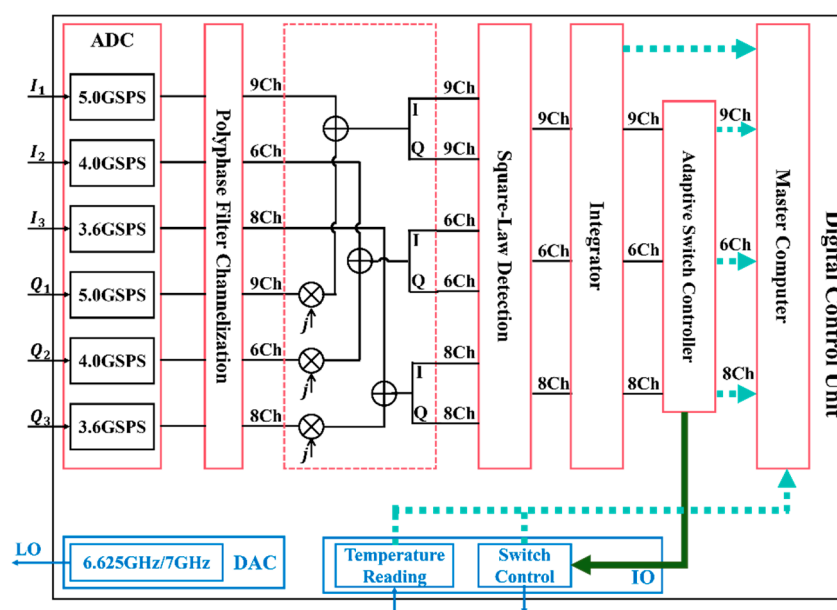 ADC
I1
5.0GSPS
I2
4.0GSPS
I3
3.6GSPS
Q1
5.0GSPS
Q2
4.0GSPS
Q3
3.6GSPS
Polyphase Filter Channelization
9Ch
6Ch
8Ch
9Ch
j
6Ch
j
8Ch
j
I
9Ch
Q
9Ch
I
6Ch
Q
6Ch
I
8Ch
Q
8Ch
Square-Law Detection
9Ch
6Ch
8Ch
Integrator
9Ch
6Ch
8Ch
Adaptive Switch Controller
9Ch
6Ch
8Ch
Master Computer
Digital Control Unit
LO
6.625GHz/7GHz
DAC
Temperature
Reading
Switch
Control
IO